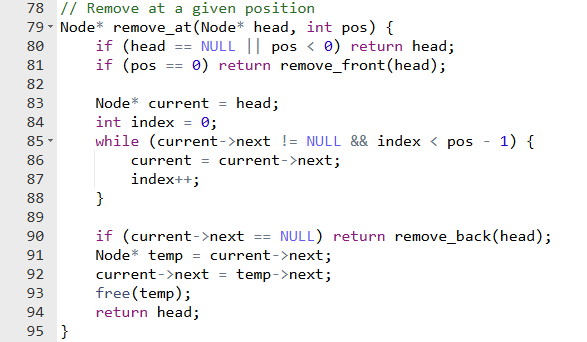 78 // Remove at a given position
79 Node* remove_at(Node* head, int pos) {
80     if (head == NULL || pos < 0) return head;
81     if (pos == 0) return remove_front(head);
82
83     Node* current = head;
84     int index = 0;
85     while (current->next != NULL && index < pos - 1) {
86         current = current->next;
87         index++;
88     }
89
90     if (current->next == NULL) return remove_back(head);
91     Node* temp = current->next;
92     current->next = temp->next;
93     free(temp);
94     return head;
95 }